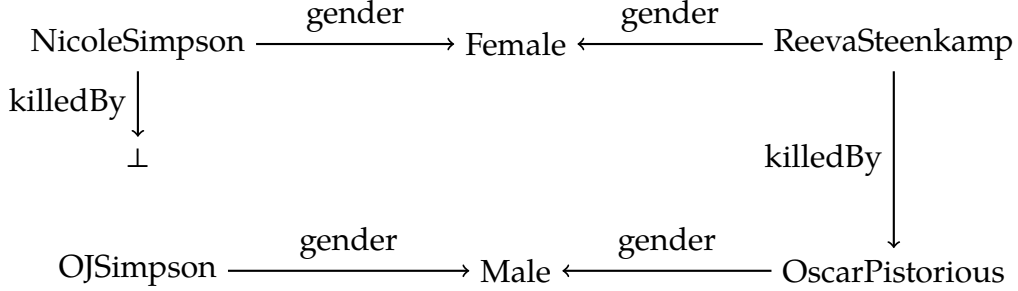 gender gender
NicoleSimpson Female ReevaSteenkamp
killedBy
⊥ killedBy
gender gender
OJSimpson Male OscarPistorious